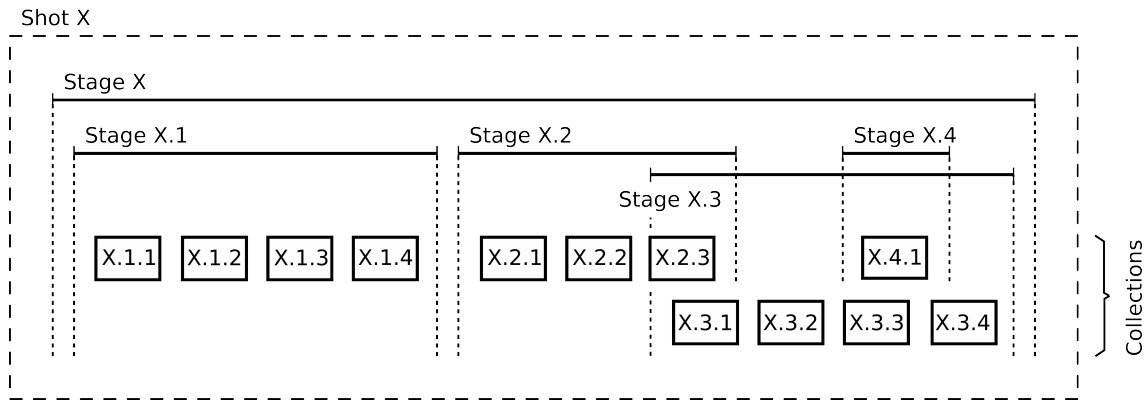 Shot X
Stage X
Stage X.1
Stage X.2
Stage X.4
Stage X.3
X.1.1
X.1.2
X.1.3
X.1.4
X.2.1
X.2.2
X.2.3
X.4.1
X.3.1
X.3.2
X.3.3
X.3.4
Collections